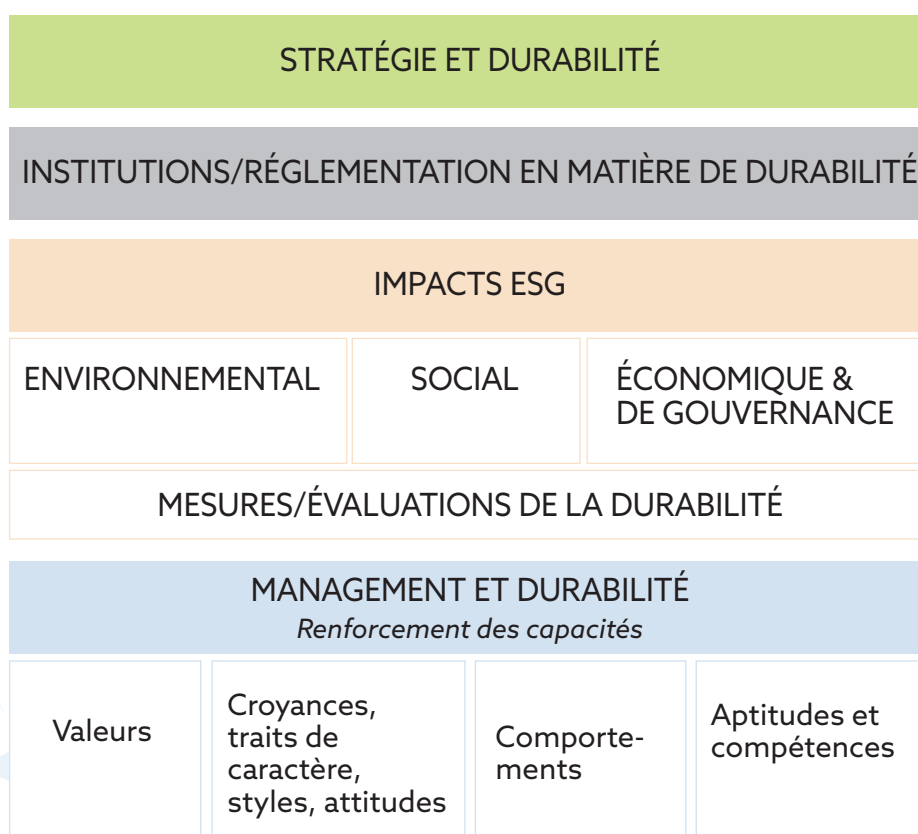 STRATÉGIE ET DURABILITÉ
INSTITUTIONS/RÉGLEMENTATION EN MATIÈRE DE DURABILITÉ
IMPACTS ESG
ENVIRONNEMENTAL
SOCIAL
ÉCONOMIQUE &
DE GOUVERNANCE
MESURES/ÉVALUATIONS DE LA DURABILITÉ
MANAGEMENT ET DURABILITÉ
Renforcement des capacités
Valeurs
Croyances,
traits de
caractère,
styles, attitudes
Comporte-
ments
Aptitudes et
compétences